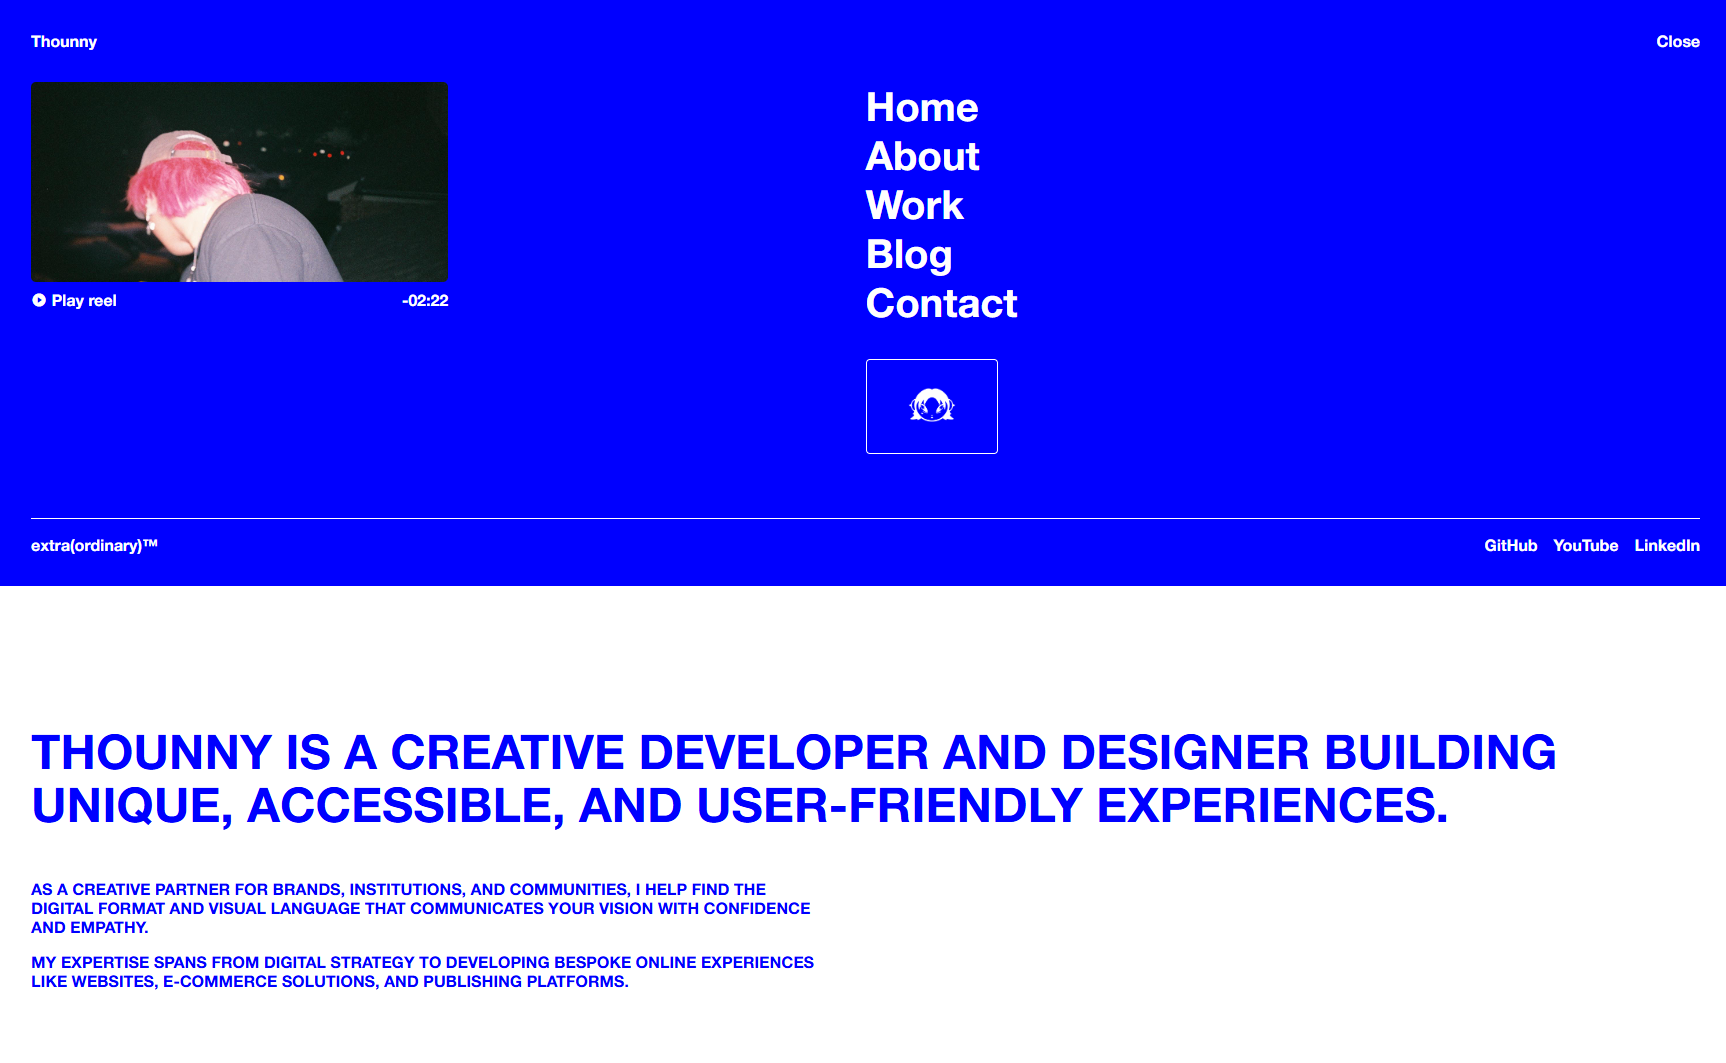 Thounny
Close
Play reel
-02:22
Home
About
Work
Blog
Contact
extra(ordinary)™
GitHub YouTube LinkedIn
THOUNNY IS A CREATIVE DEVELOPER AND DESIGNER BUILDING
UNIQUE, ACCESSIBLE, AND USER-FRIENDLY EXPERIENCES.
AS A CREATIVE PARTNER FOR BRANDS, INSTITUTIONS, AND COMMUNITIES, I HELP FIND THE
DIGITAL FORMAT AND VISUAL LANGUAGE THAT COMMUNICATES YOUR VISION WITH CONFIDENCE
AND EMPATHY.
MY EXPERTISE SPANS FROM DIGITAL STRATEGY TO DEVELOPING BESPOKE ONLINE EXPERIENCES
LIKE WEBSITES, E-COMMERCE SOLUTIONS, AND PUBLISHING PLATFORMS.